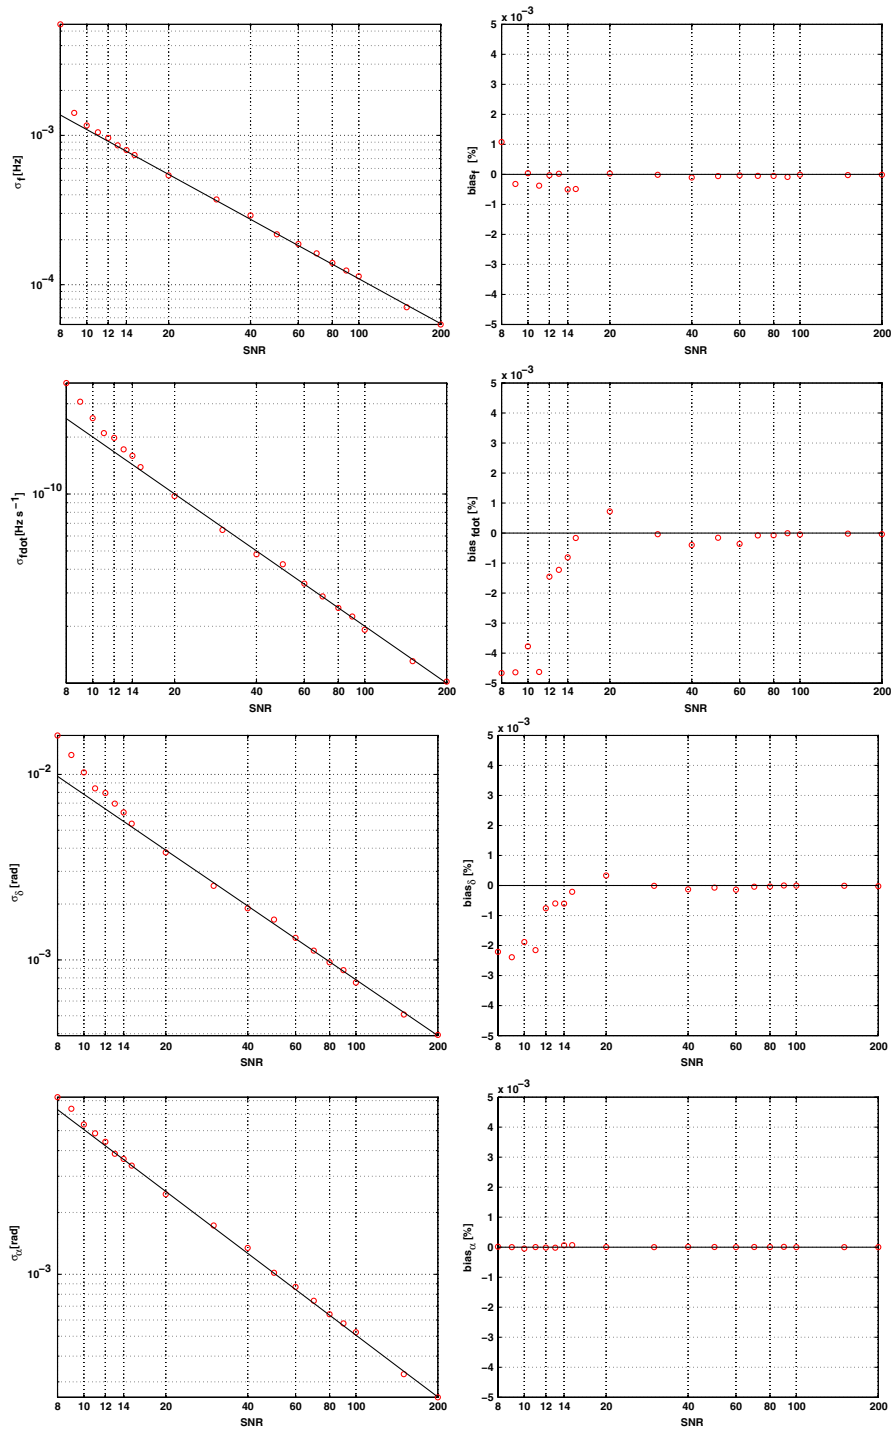 10⁻³
10⁻⁴
σf [Hz]
8 10 12 14 20 40 60 80 100 200
SNR
x 10⁻³
5
4
3
2
1
0
−1
−2
−3
−4
−5
biasf [%]
8 10 12 14 20 40 60 80 100 200
SNR
10⁻¹⁰
σfdot [Hz s⁻¹]
8 10 12 14 20 40 60 80 100 200
SNR
x 10⁻³
5
4
3
2
1
0
−1
−2
−3
−4
−5
bias fdot [%]
8 10 12 14 20 40 60 80 100 200
SNR
10⁻²
10⁻³
σδ [rad]
8 10 12 14 20 40 60 80 100 200
SNR
x 10⁻³
5
4
3
2
1
0
−1
−2
−3
−4
−5
biasδ [%]
8 10 12 14 20 40 60 80 100 200
SNR
10⁻³
σα [rad]
8 10 12 14 20 40 60 80 100 200
SNR
x 10⁻³
5
4
3
2
1
0
−1
−2
−3
−4
−5
biasα [%]
8 10 12 14 20 40 60 80 100 200
SNR